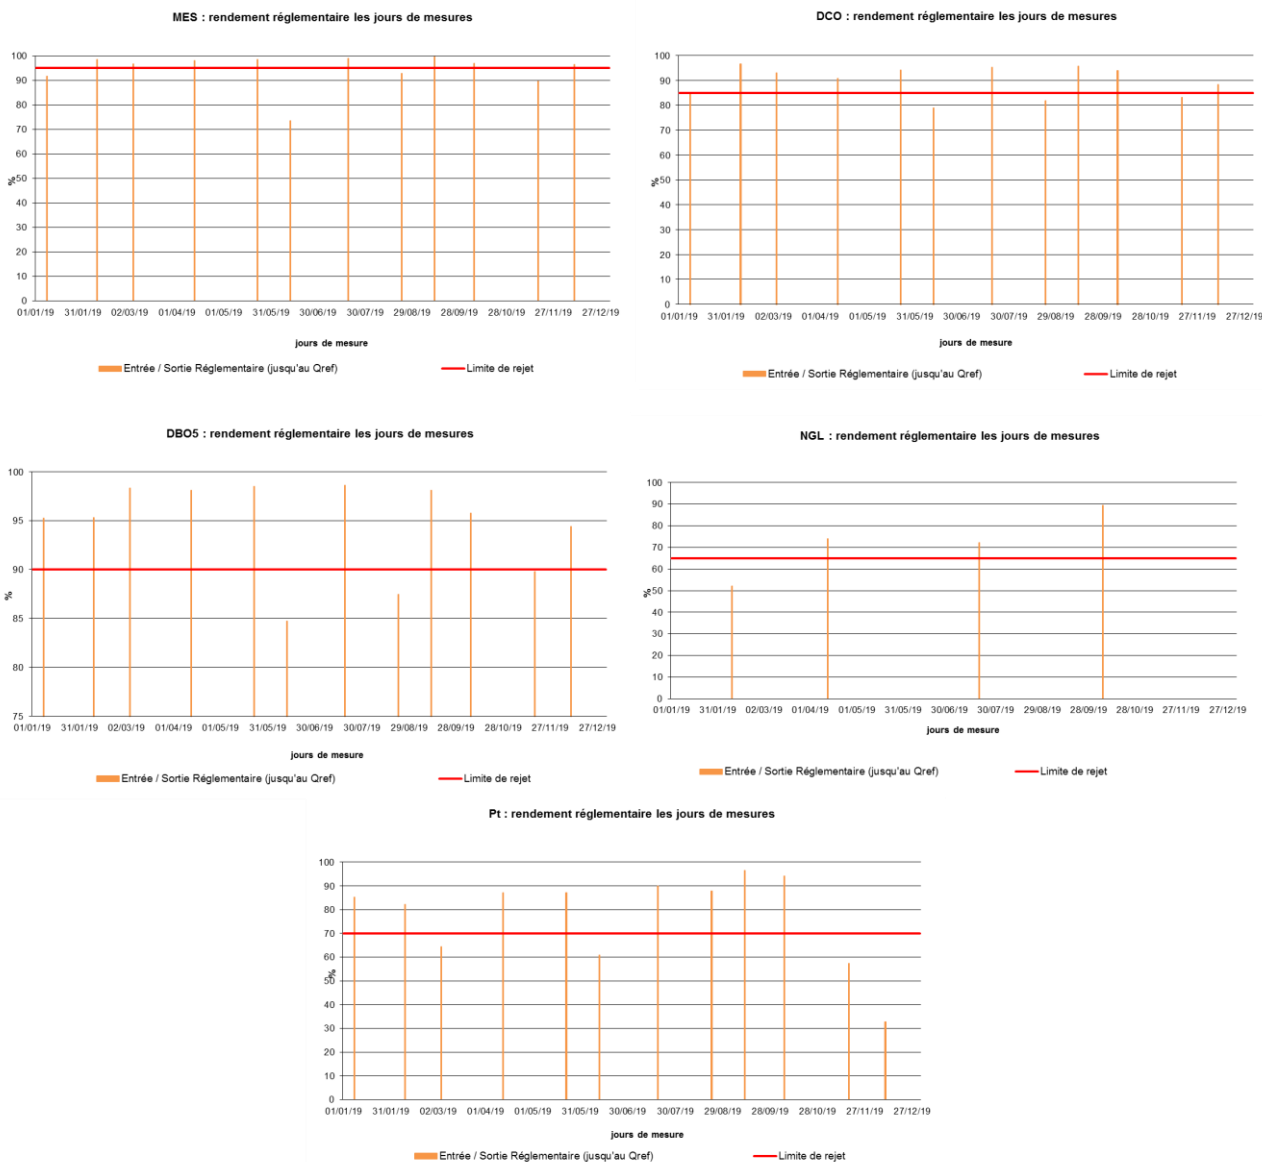 MES : rendement réglementaire les jours de mesures
100
90
80
70
60
50
40
30
20
10
0
%
01/01/19 31/01/19 02/03/19 01/04/19 01/05/19 31/05/19 30/06/19 30/07/19 29/08/19 28/09/19 28/10/19 27/11/19 27/12/19
jours de mesure
Entrée / Sortie Réglementaire (jusqu'au Qref) Limite de rejet
DCO : rendement réglementaire les jours de mesures
100
90
80
70
60
50
40
30
20
10
0
%
01/01/19 31/01/19 02/03/19 01/04/19 01/05/19 31/05/19 30/06/19 30/07/19 29/08/19 28/09/19 28/10/19 27/11/19 27/12/19
jours de mesure
Entrée / Sortie Réglementaire (jusqu'au Qref) Limite de rejet
DBO5 : rendement réglementaire les jours de mesures
100
95
90
85
80
75
%
01/01/19 31/01/19 02/03/19 01/04/19 01/05/19 31/05/19 30/06/19 30/07/19 29/08/19 28/09/19 28/10/19 27/11/19 27/12/19
jours de mesure
Entrée / Sortie Réglementaire (jusqu'au Qref) Limite de rejet
NGL : rendement réglementaire les jours de mesures
100
90
80
70
60
50
40
30
20
10
0
%
01/01/19 31/01/19 02/03/19 01/04/19 01/05/19 31/05/19 30/06/19 30/07/19 29/08/19 28/09/19 28/10/19 27/11/19 27/12/19
jours de mesure
Entrée / Sortie Réglementaire (jusqu'au Qref) Limite de rejet
Pt : rendement réglementaire les jours de mesures
100
90
80
70
60
50
40
30
20
10
0
%
01/01/19 31/01/19 02/03/19 01/04/19 01/05/19 31/05/19 30/06/19 30/07/19 29/08/19 28/09/19 28/10/19 27/11/19 27/12/19
jours de mesure
Entrée / Sortie Réglementaire (jusqu'au Qref) Limite de rejet